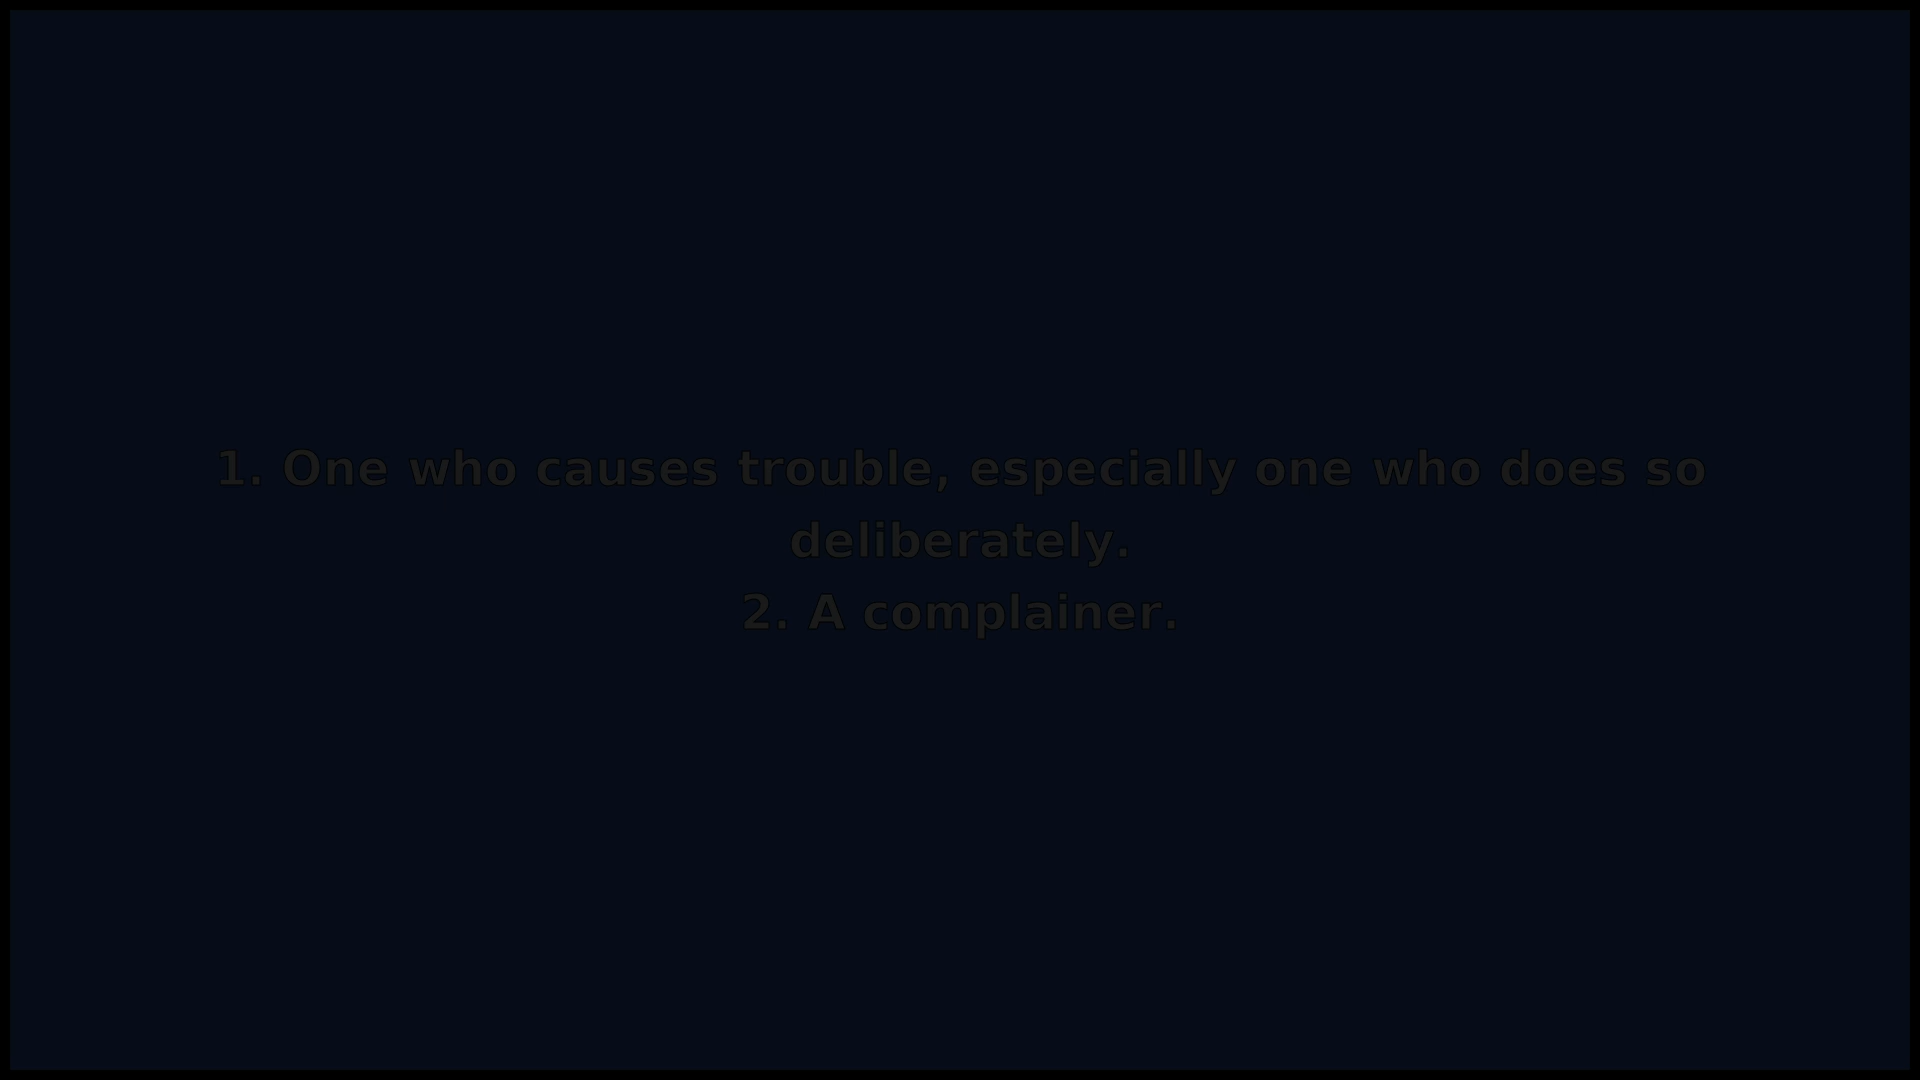 1. One who causes trouble, especially one who does so
deliberately.
2. A complainer.